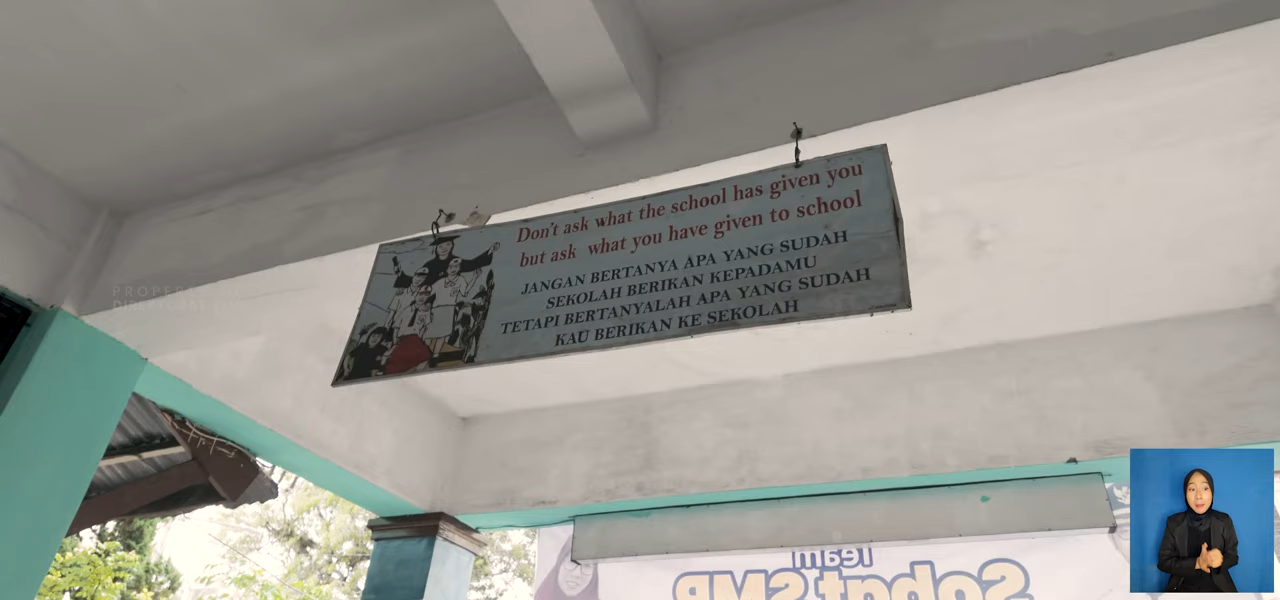 Don't ask what the school has given you
but ask what you have given to school
JANGAN BERTANYA APA YANG SUDAH
SEKOLAH BERIKAN KEPADAMU
TETAPI BERTANYALAH APA YANG SUDAH
KAU BERIKAN KE SEKOLAH
Team
Sobat SMP